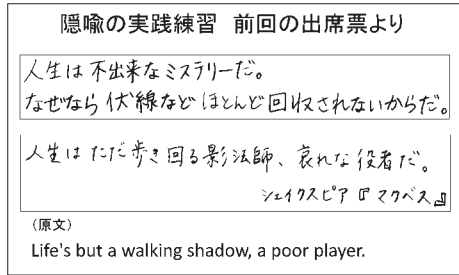 隠喩の実践練習 前回の出席票より
人生は不出来なミステリーだ。
なぜなら伏線などほとんど回収されないからだ。
人生はただ歩き回る影法師、哀れな役者だ。
シェイクスピア『マクベス』
(原文)
Life's but a walking shadow, a poor player.